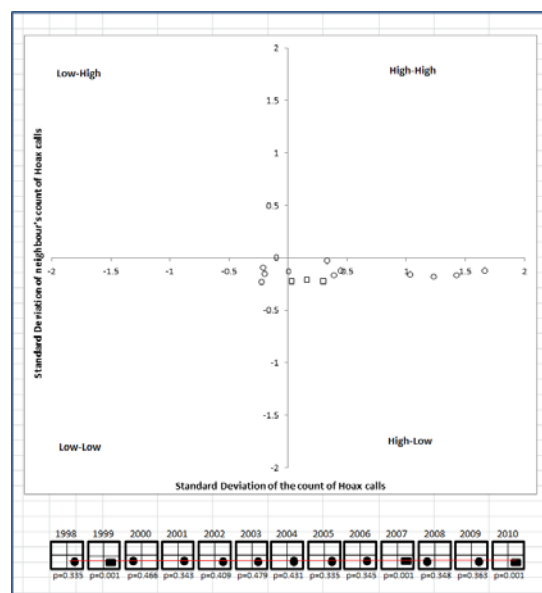 2
Low-High
High-High
1.5
1
0.5
0
-2 -1.5 -1 -0.5 0 0.5 1 1.5 2
-0.5
-1
-1.5
Low-Low
High-Low
-2
Standard Deviation of neighbour's count of Hoax calls
Standard Deviation of the count of Hoax calls
1998 1999 2000 2001 2002 2003 2004 2005 2006 2007 2008 2009 2010
p=0.335 p=0.001 p=0.466 p=0.343 p=0.409 p=0.479 p=0.431 p=0.335 p=0.345 p=0.001 p=0.348 p=0.363 p=0.001